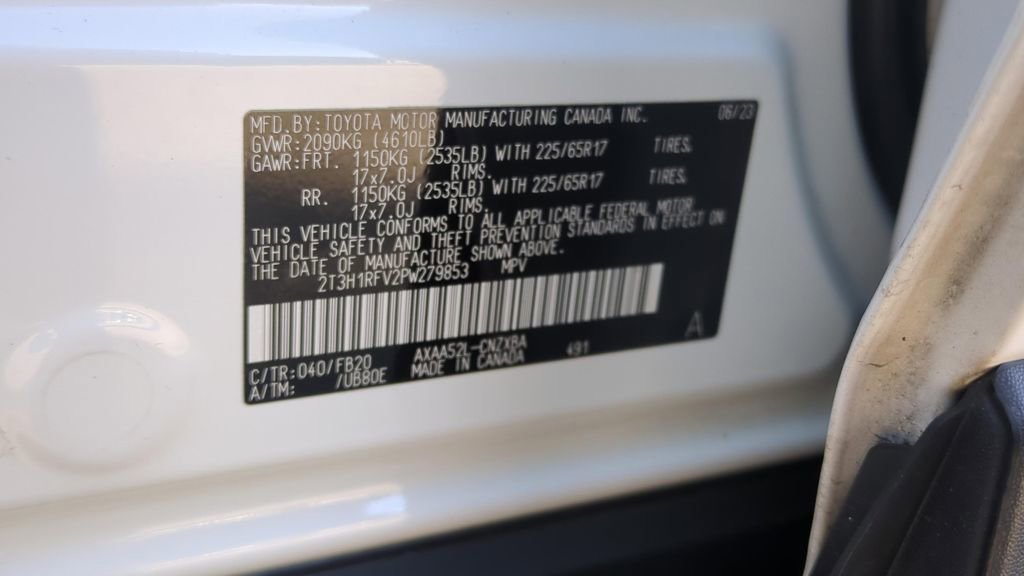 MFD.BY:TOYOTA MOTOR MANUFACTURING CANADA INC. 06/23
GVWR:2090KG (4610LB)
GAWR:FRT. 1150KG (2535LB) WITH 225/65R17 TIRES.
17x7.0J RIMS.
RR. 1150KG (2535LB) WITH 225/65R17 TIRES.
17x7.0J RIMS.
THIS VEHICLE CONFORMS TO ALL APPLICABLE FEDERAL MOTOR
VEHICLE SAFETY AND THEFT PREVENTION STANDARDS IN EFFECT ON
THE DATE OF MANUFACTURE SHOWN ABOVE.
2T3H1RFV2PW279853 MPV
A
C/TR:040/FB20 AXAA52L-CNZXBA 491
A/TM: /UB80E MADE IN CANADA